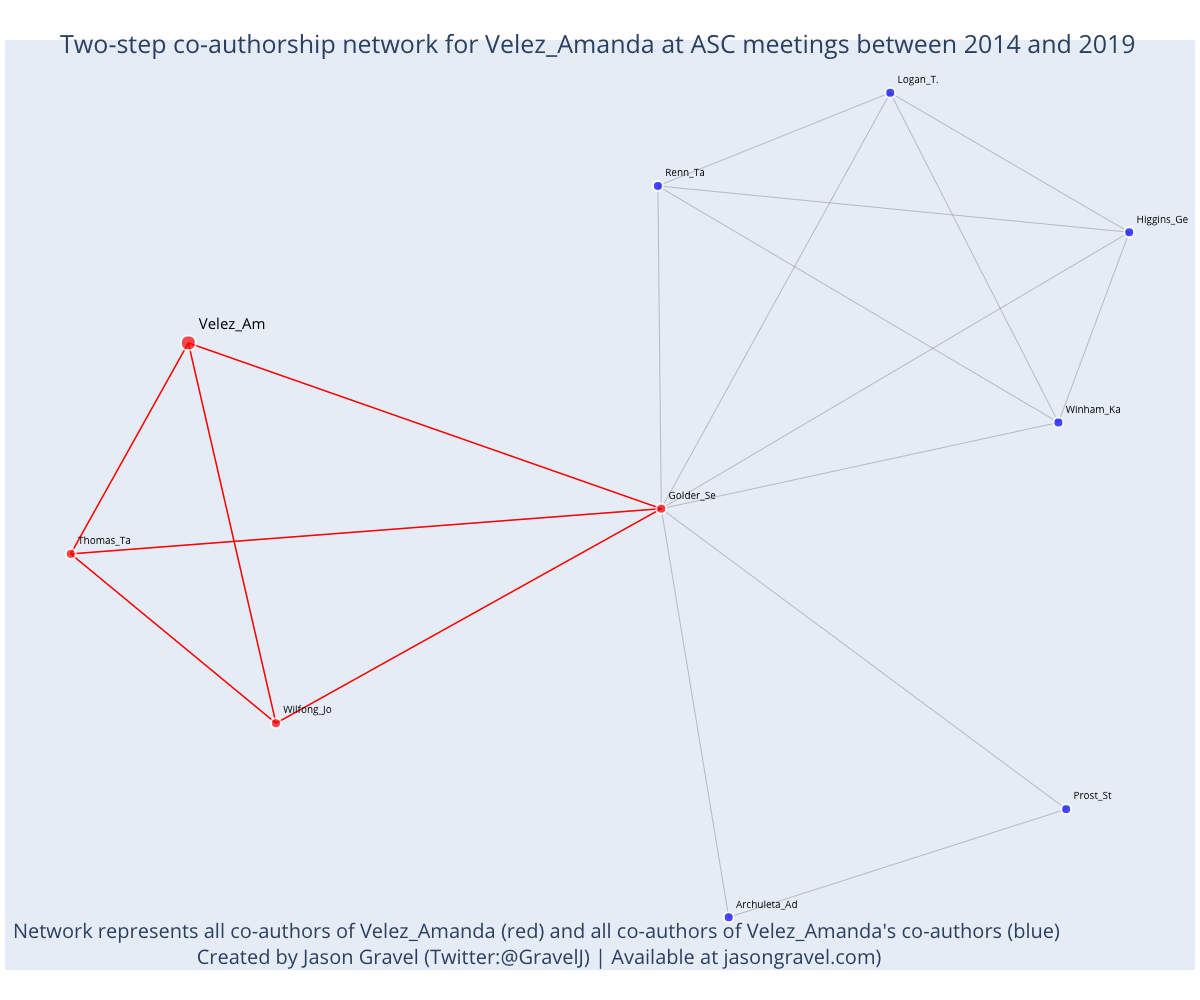 Two-step co-authorship network for Velez_Amanda at ASC meetings between 2014 and 2019
Logan_T.
Renn_Ta
Higgins_Ge
Velez_Am
Winham_Ka
Golder_Se
Thomas_Ta
Wilfong_Jo
Prost_St
Archuleta_Ad
Network represents all co-authors of Velez_Amanda (red) and all co-authors of Velez_Amanda's co-authors (blue)
Created by Jason Gravel (Twitter:@GravelJ) | Available at jasongravel.com)